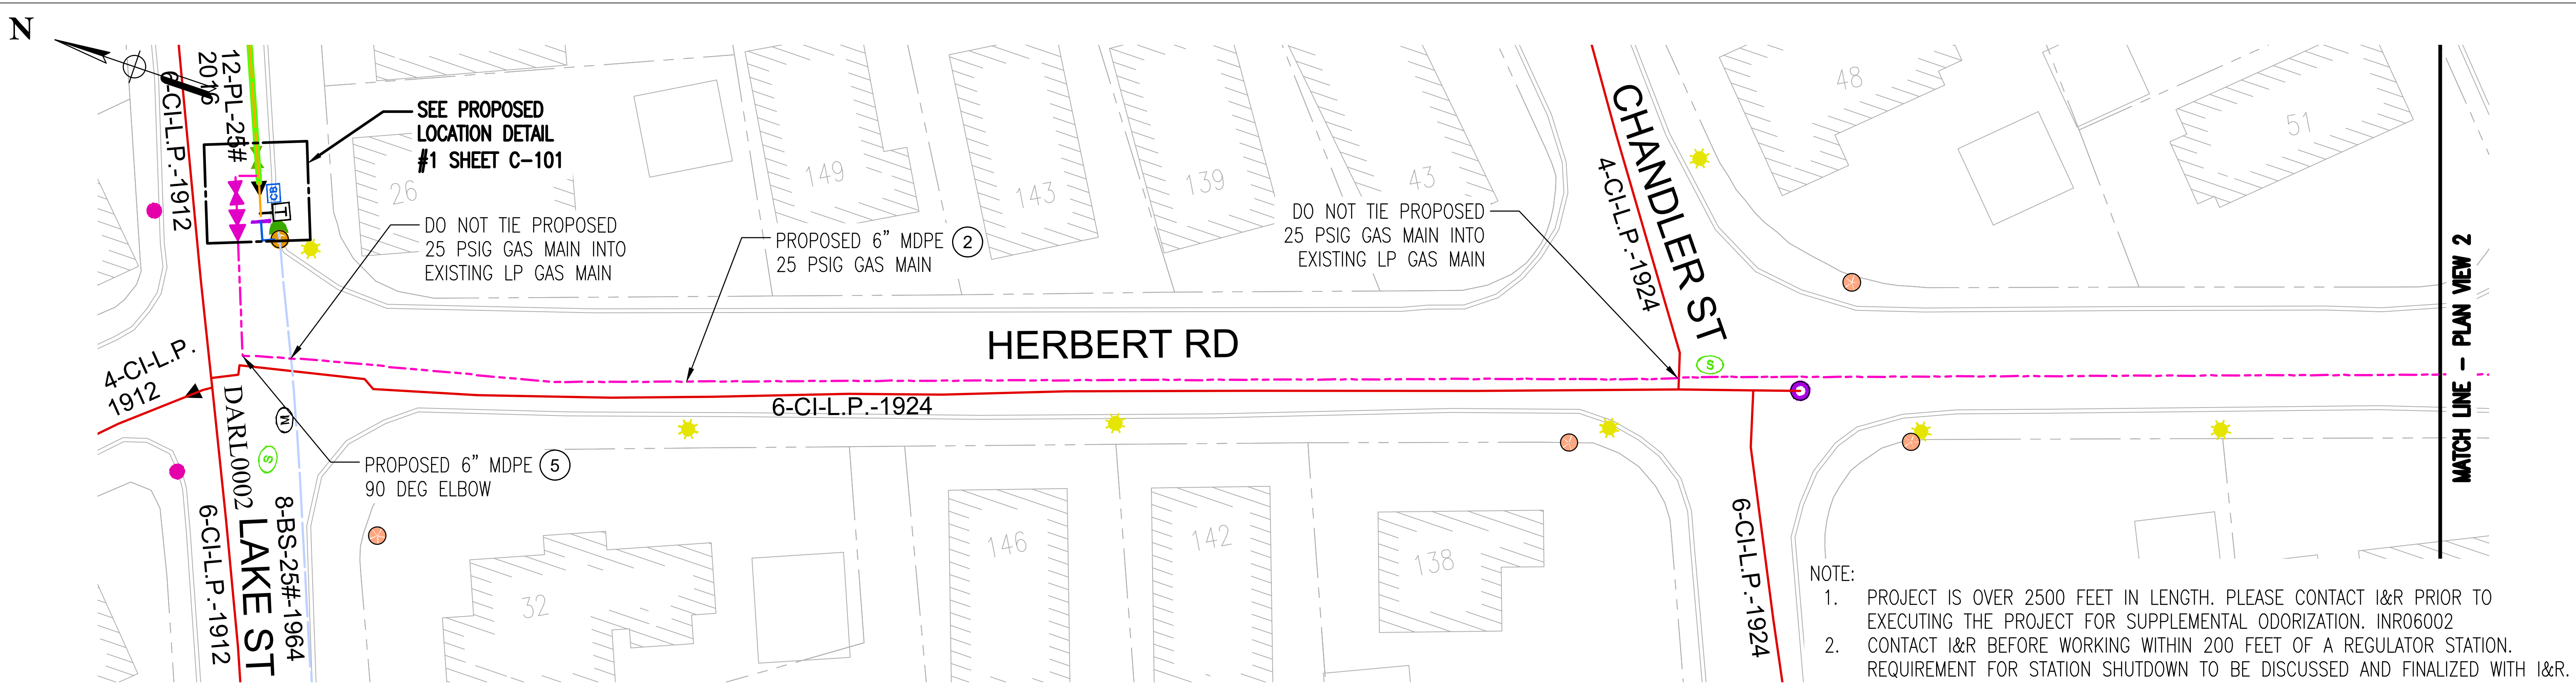 N
12-PL-25#
2016
6-CI-L.P.-1912
SEE PROPOSED
LOCATION DETAIL
#1 SHEET C-101
CB
T
26
149
143
139
43
48
51
DO NOT TIE PROPOSED
25 PSIG GAS MAIN INTO
EXISTING LP GAS MAIN
PROPOSED 6" MDPE 2
25 PSIG GAS MAIN
DO NOT TIE PROPOSED
25 PSIG GAS MAIN INTO
EXISTING LP GAS MAIN
CHANDLER ST
4-CI-L.P.-1924
HERBERT RD
S
MATCH LINE - PLAN VIEW 2
4-CI-L.P.
1912
DARL0002
M
S
6-CI-L.P.-1924
PROPOSED 6" MDPE 5
90 DEG ELBOW
6-CI-L.P.-1912
LAKE ST
8-BS-25#-1964
32
146
142
138
6-CI-L.P.-1924
NOTE:
1. PROJECT IS OVER 2500 FEET IN LENGTH. PLEASE CONTACT I&R PRIOR TO
EXECUTING THE PROJECT FOR SUPPLEMENTAL ODORIZATION. INR06002
2. CONTACT I&R BEFORE WORKING WITHIN 200 FEET OF A REGULATOR STATION.
REQUIREMENT FOR STATION SHUTDOWN TO BE DISCUSSED AND FINALIZED WITH I&R.